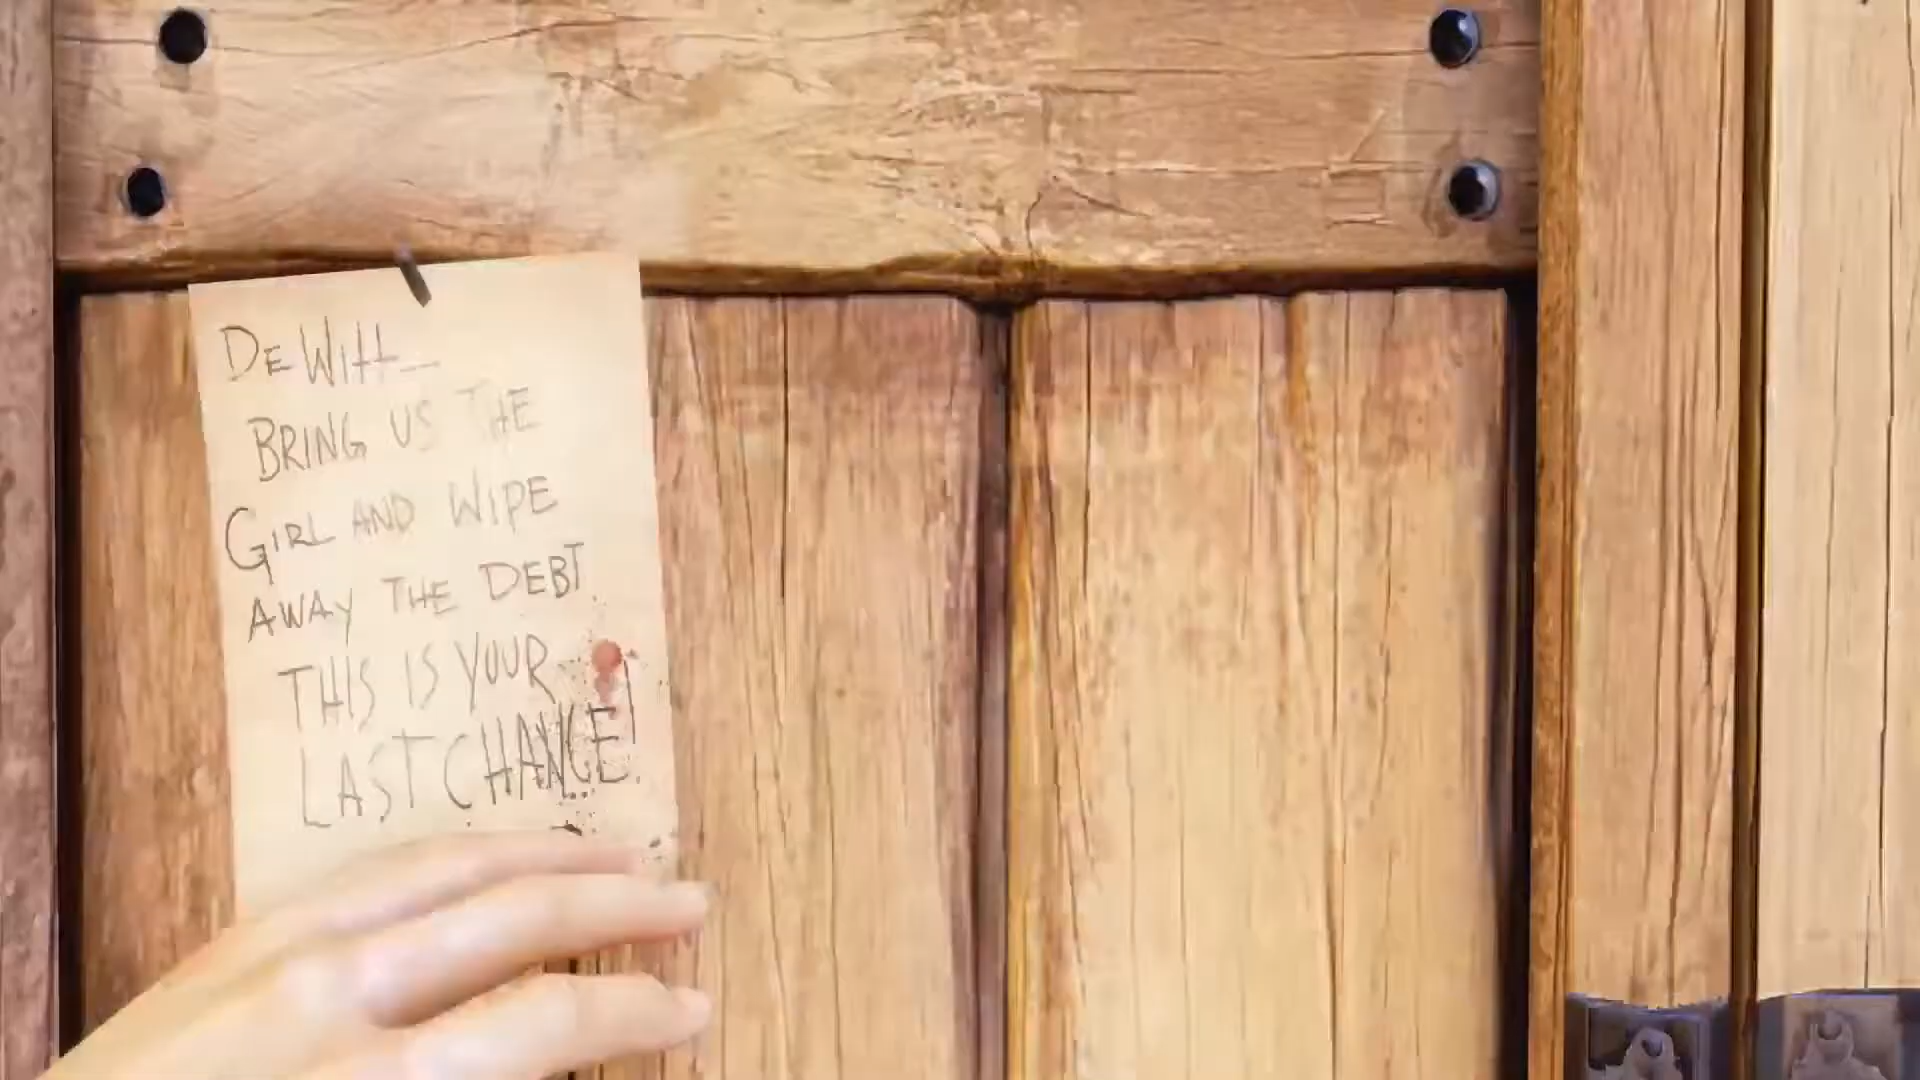 DeWitt—
BRING US THE
GIRL AND WIPE
AWAY THE DEBT.
THIS IS YOUR
LAST CHANCE!